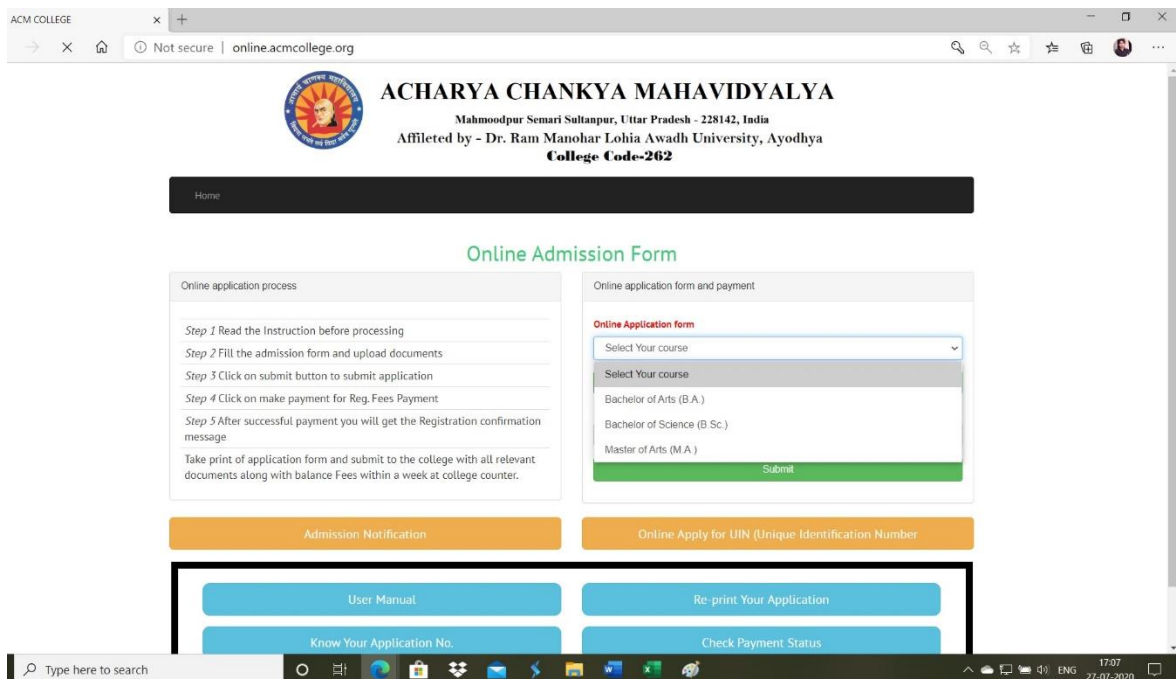 ACM COLLEGE
Not secure | online.acmcollege.org
ACHARYA CHANKYA MAHAVIDYALYA
Mahmoodpur Semari Sultanpur, Uttar Pradesh - 228142, India
Affileted by - Dr. Ram Manohar Lohia Awadh University, Ayodhya
College Code-262
Home
Online Admission Form
Online application process
Step 1 Read the Instruction before processing
Step 2 Fill the admission form and upload documents
Step 3 Click on submit button to submit application
Step 4 Click on make payment for Reg. Fees Payment
Step 5 After successful payment you will get the Registration confirmation
message
Take print of application form and submit to the college with all relevant
documents along with balance Fees within a week at college counter.
Online application form and payment
Online Application form
Select Your course
Select Your course
Bachelor of Arts (B.A.)
Bachelor of Science (B.Sc.)
Master of Arts (M.A.)
Submit
Admission Notification
Online Apply for UIN (Unique Identification Number
User Manual
Re-print Your Application
Know Your Application No.
Check Payment Status
Type here to search
ENG
17:07
27-07-2020